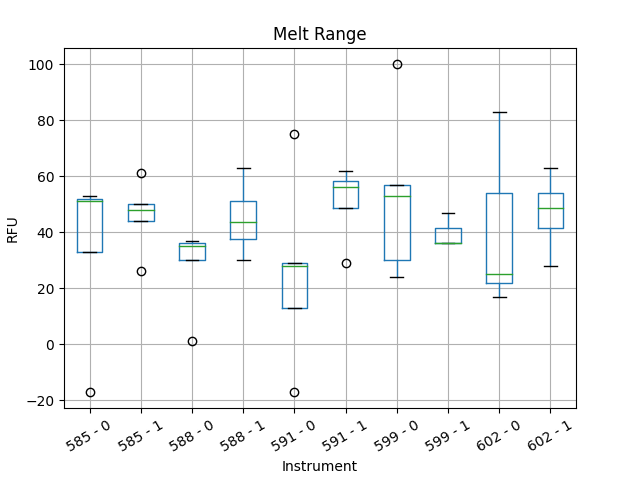 Melt Range
100
80
60
40
20
0
−20
RFU
585 - 0
585 - 1
588 - 0
588 - 1
591 - 0
591 - 1
599 - 0
599 - 1
602 - 0
602 - 1
Instrument